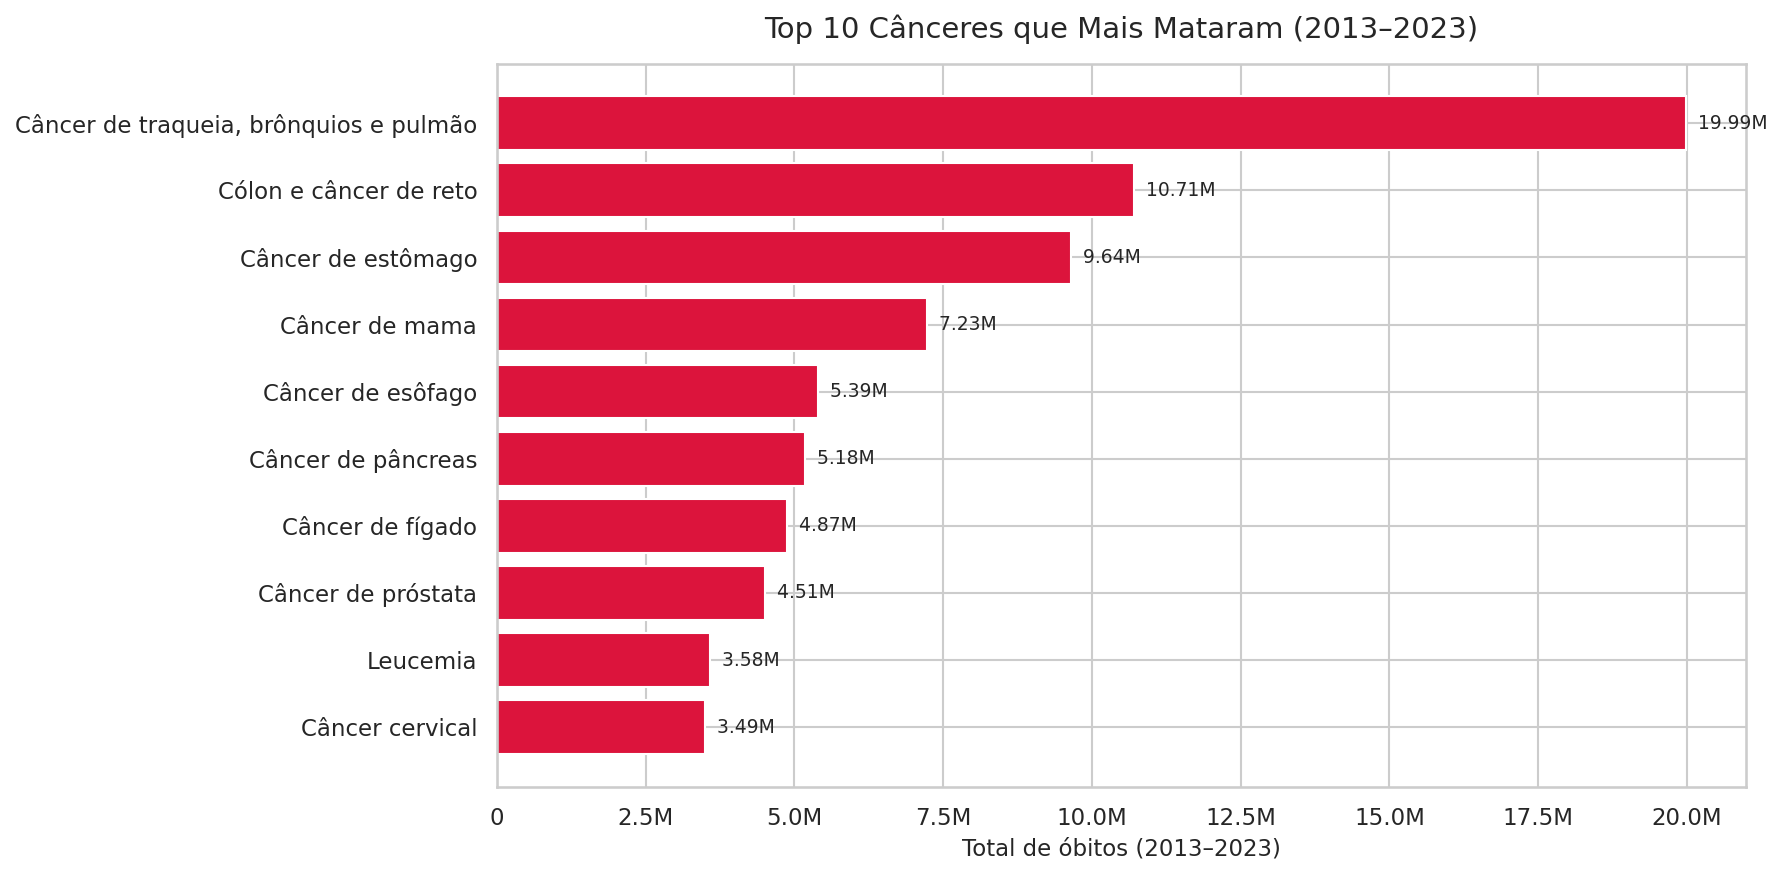 Top 10 Cânceres que Mais Mataram (2013–2023)
Câncer de traqueia, brônquios e pulmão 19.99M
Cólon e câncer de reto 10.71M
Câncer de estômago 9.64M
Câncer de mama 7.23M
Câncer de esôfago 5.39M
Câncer de pâncreas 5.18M
Câncer de fígado 4.87M
Câncer de próstata 4.51M
Leucemia 3.58M
Câncer cervical 3.49M
0 2.5M 5.0M 7.5M 10.0M 12.5M 15.0M 17.5M 20.0M
Total de óbitos (2013–2023)